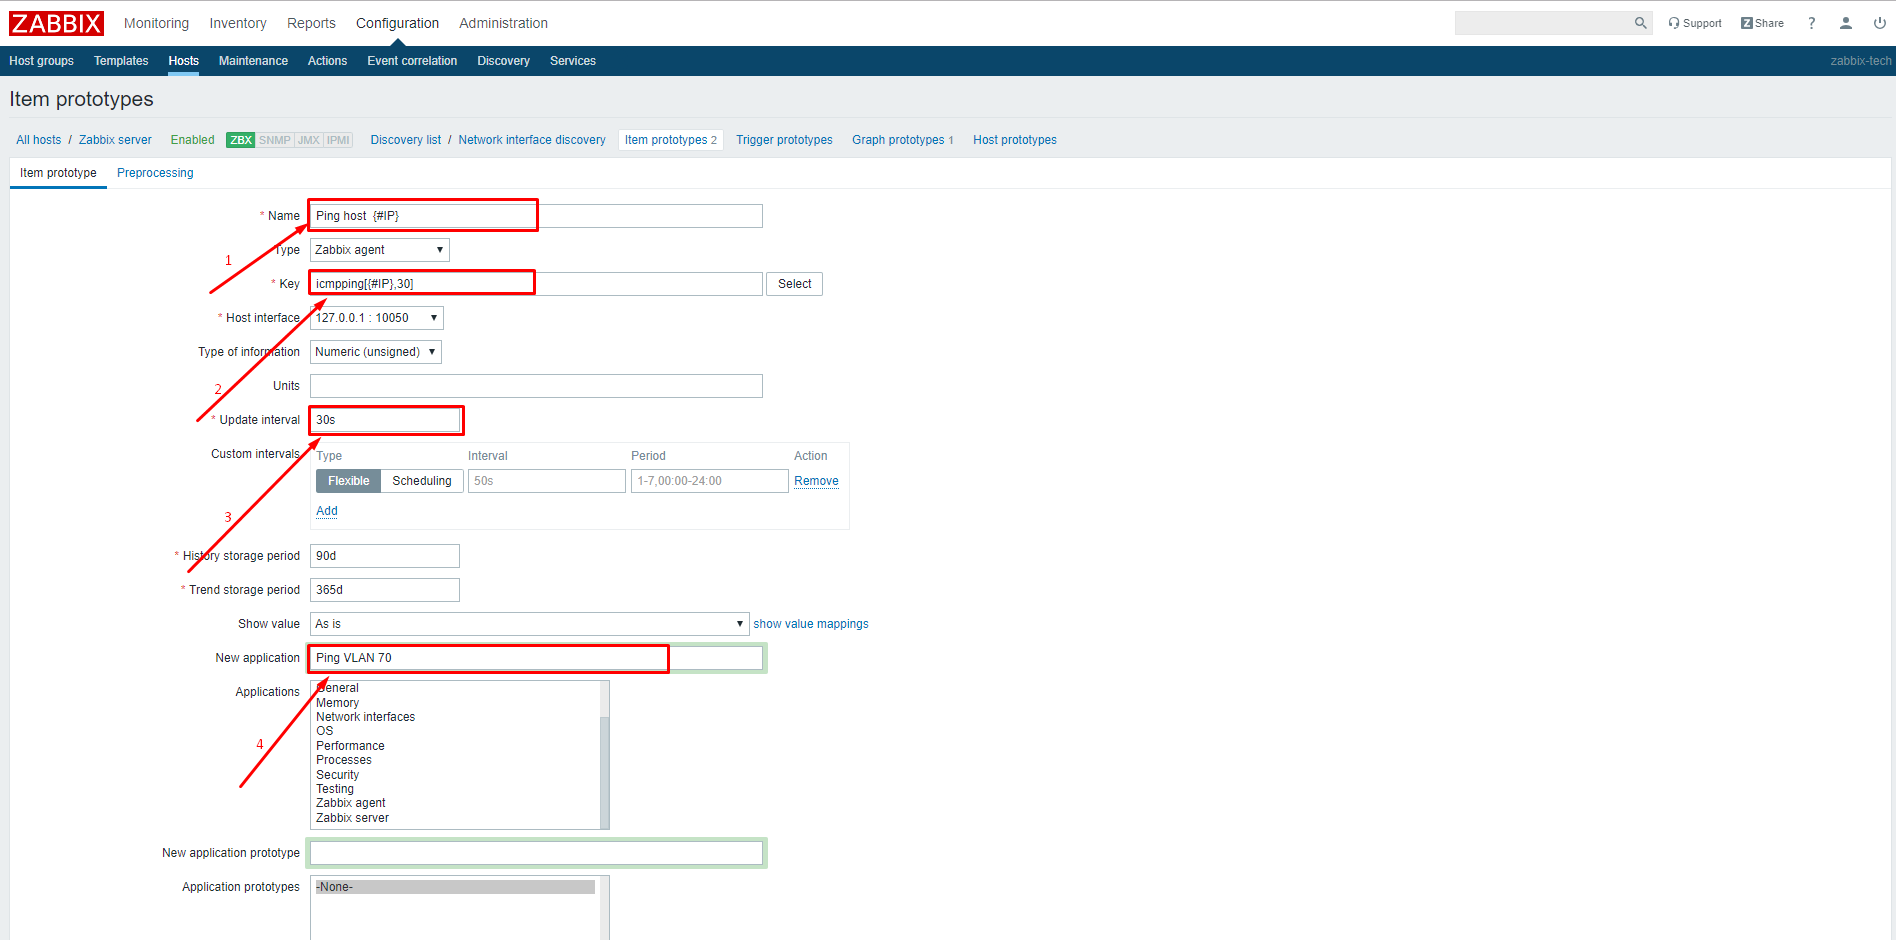 ZABBIX Monitoring Inventory Reports Configuration Administration Support Z Share ?
Host groups Templates Hosts Maintenance Actions Event correlation Discovery Services zabbix-tech
Item prototypes
All hosts / Zabbix server Enabled ZBX SNMP JMX IPMI Discovery list / Network interface discovery Item prototypes 2 Trigger prototypes Graph prototypes 1 Host prototypes
Item prototype Preprocessing
* Name Ping host {#IP}
Type Zabbix agent
1
* Key icmpping[{#IP},30] Select
* Host interface 127.0.0.1 : 10050
Type of information Numeric (unsigned)
Units
2
* Update interval 30s
Custom intervals Type Interval Period Action
Flexible Scheduling 50s 1-7,00:00-24:00 Remove
Add
3
* History storage period 90d
* Trend storage period 365d
Show value As is show value mappings
New application Ping VLAN 70
Applications General
Memory
Network interfaces
OS
Performance
4
Processes
Security
Testing
Zabbix agent
Zabbix server
New application prototype
Application prototypes -None-